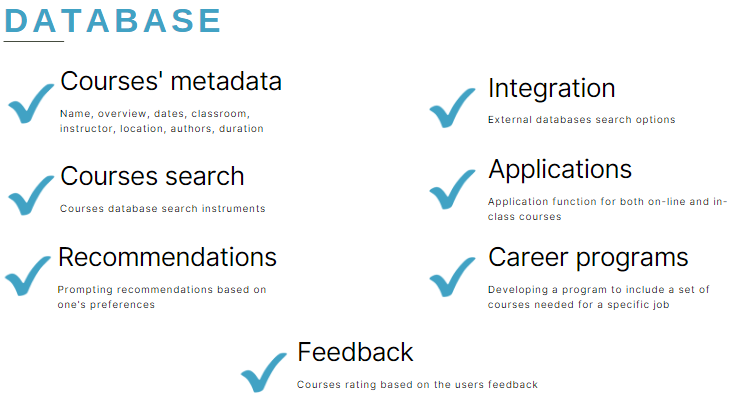 DATABASE
Courses' metadata
Name, overview, dates, classroom,
instructor, location, authors, duration
Courses search
Courses database search instruments
Recommendations
Prompting recommendations based on
one's preferences
Integration
External databases search options
Applications
Application function for both on-line and in-
class courses
Career programs
Developing a program to include a set of
courses needed for a specific job
Feedback
Courses rating based on the users feedback